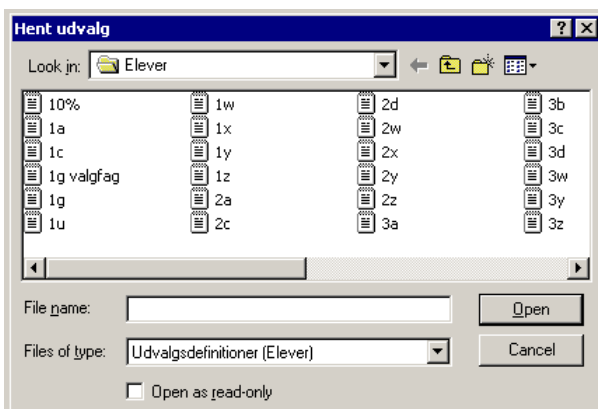 Hent udvalg
Look in: Elever
10% 1w 2d 3b
1a 1x 2w 3c
1c 1y 2x 3d
1g valgfag 1z 2y 3w
1g 2a 2z 3y
1u 2c 3a 3z
File name: Open
Files of type: Udvalgsdefinitioner (Elever) Cancel
Open as read-only